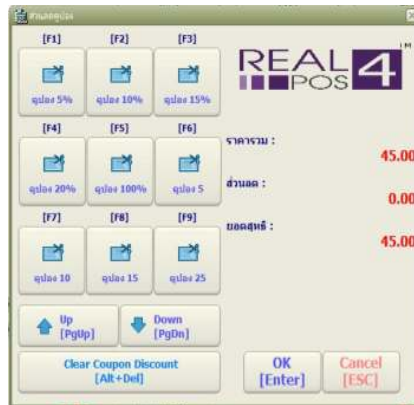 ส่วนลดคูปอง
[F1] [F2] [F3]
คูปอง 5% คูปอง 10% คูปอง 15%
[F4] [F5] [F6]
คูปอง 20% คูปอง 100% คูปอง 5
[F7] [F8] [F9]
คูปอง 10 คูปอง 15 คูปอง 25
Up
[PgUp]
Down
[PgDn]
Clear Coupon Discount
[Alt+Del]
REAL
POS 4
ราคารวม :
45.00
ส่วนลด :
0.00
ยอดสุทธิ :
45.00
OK
[Enter]
Cancel
[ESC]